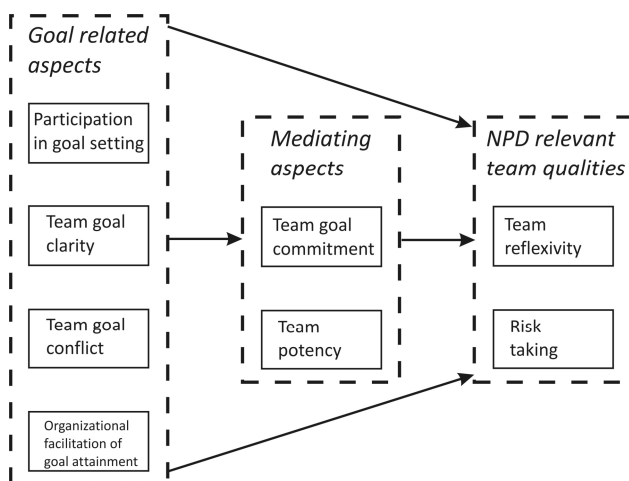 Goal related
aspects
Participation
in goal setting
Team goal
clarity
Team goal
conflict
Organizational
facilitation of
goal attainment
Mediating
aspects
Team goal
commitment
Team
potency
NPD relevant
team qualities
Team
reflexivity
Risk
taking